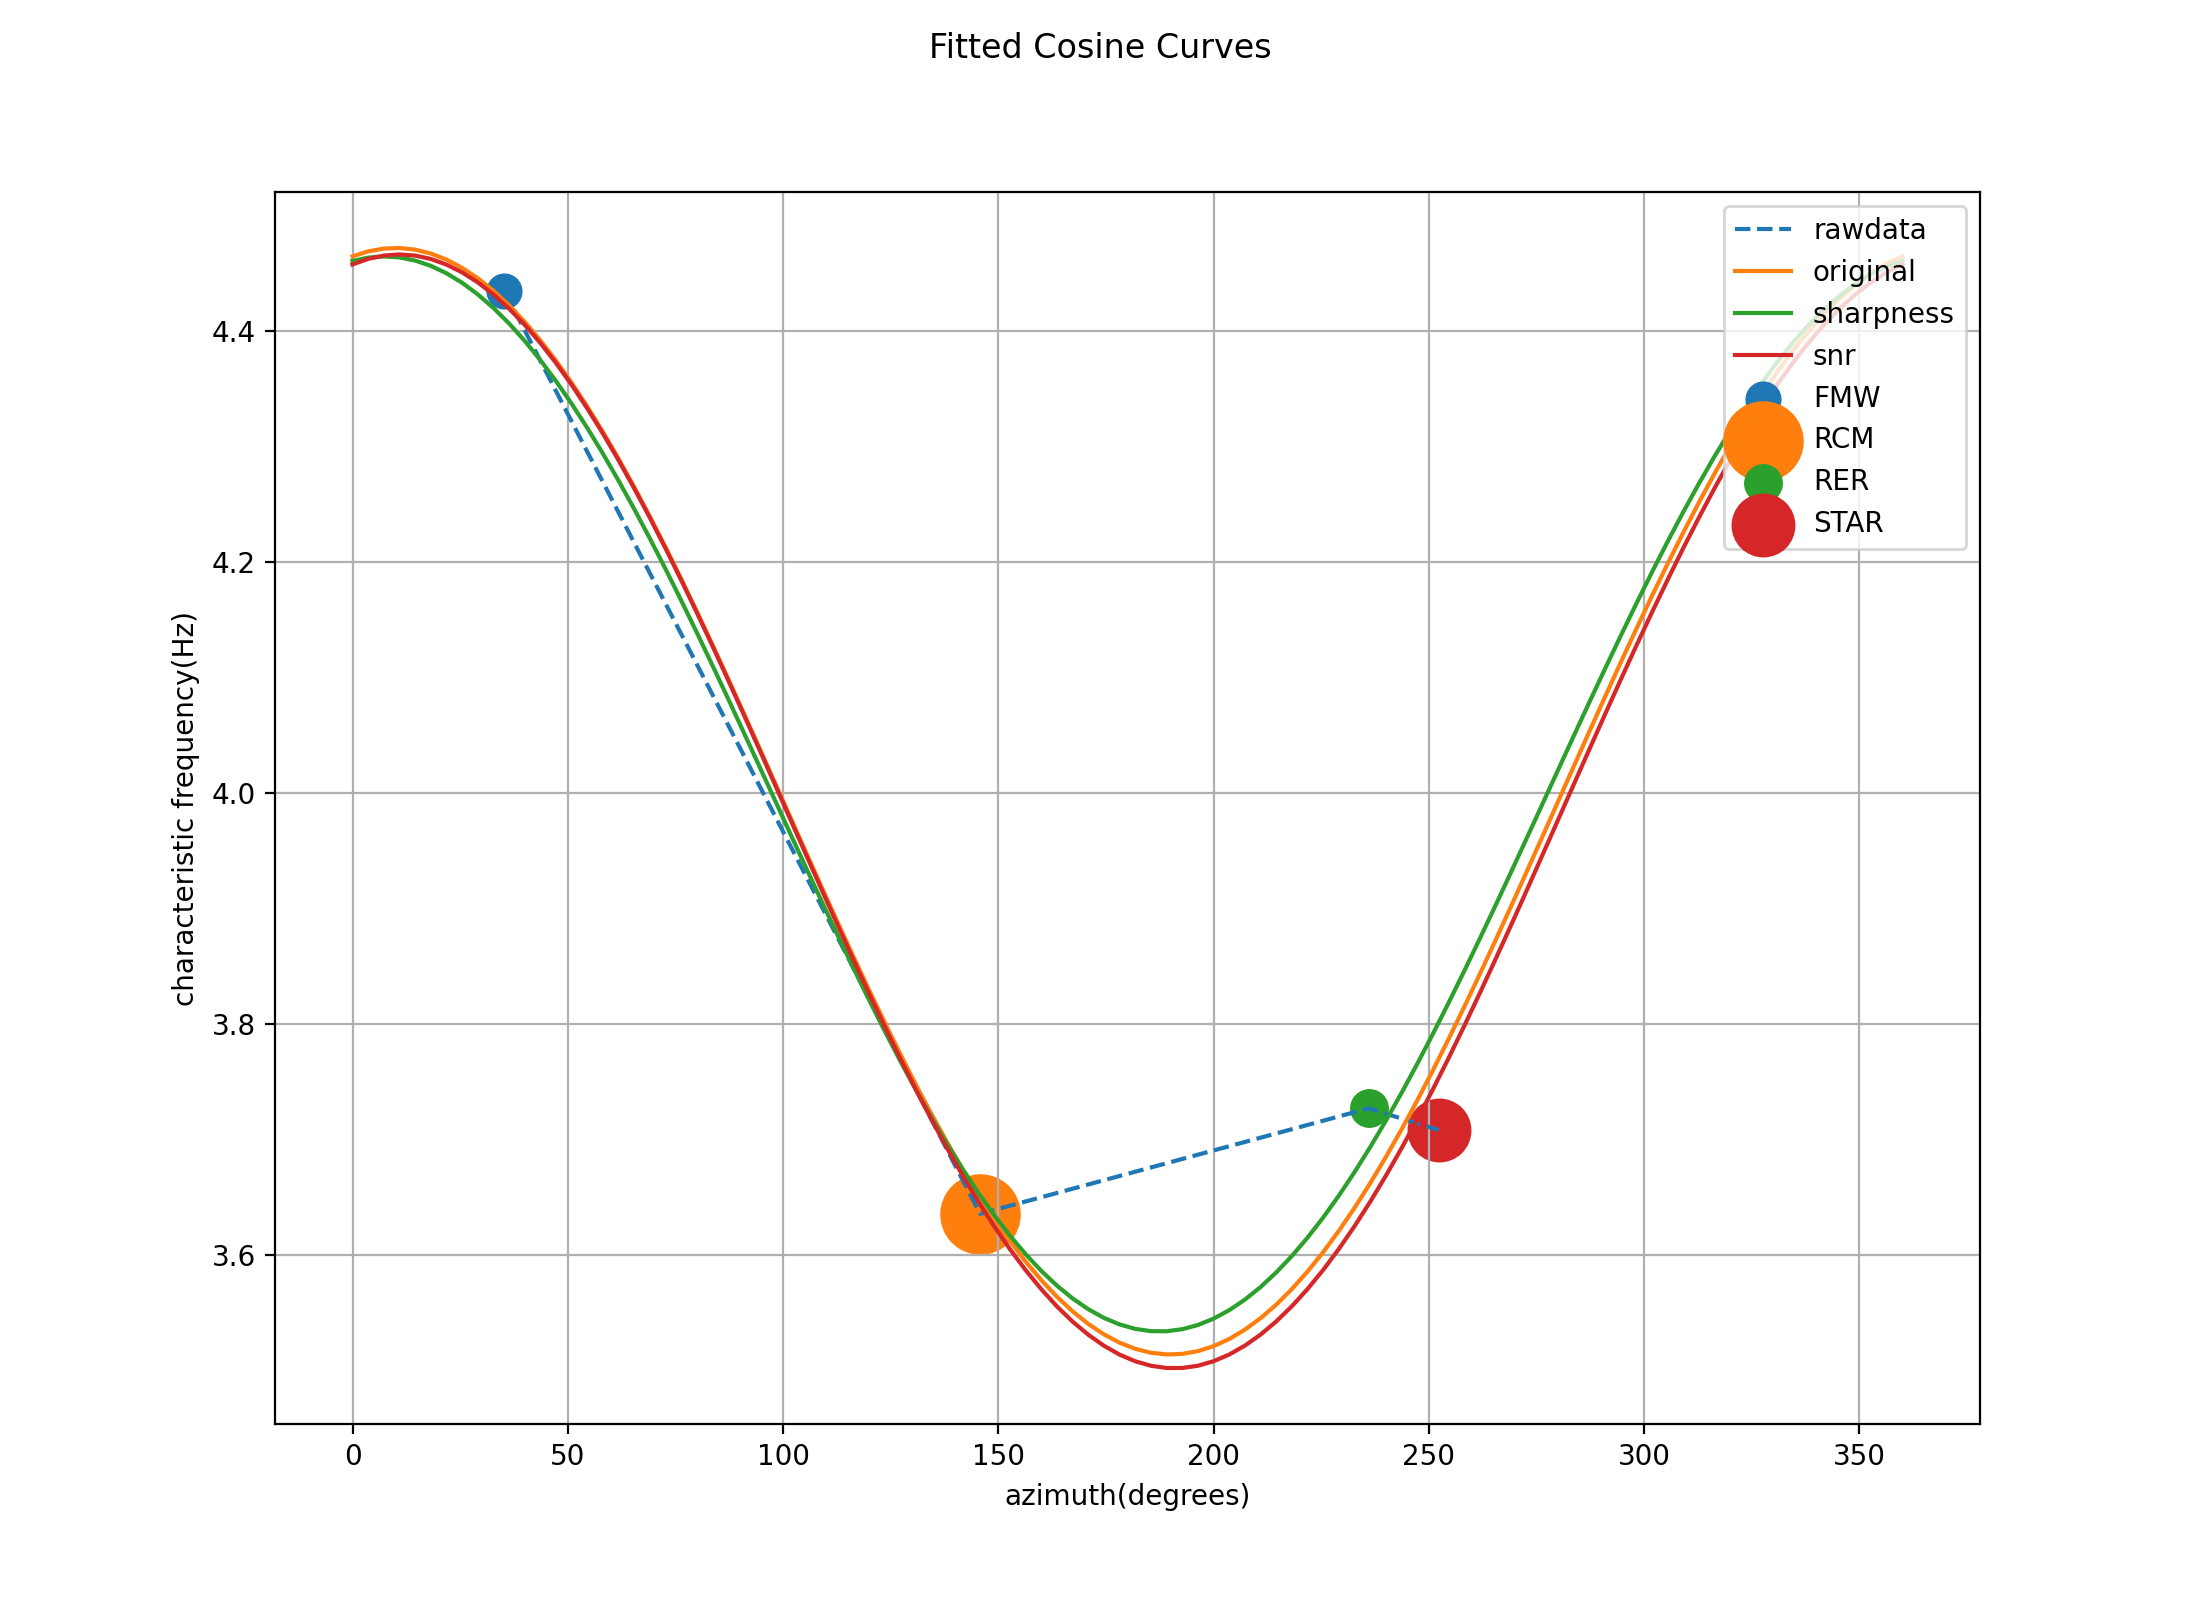 Fitted Cosine Curves
rawdata
original
sharpness
snr
FMW
RCM
RER
STAR
characteristic frequency(Hz)
4.4
4.2
4.0
3.8
3.6
0 50 100 150 200 250 300 350
azimuth(degrees)